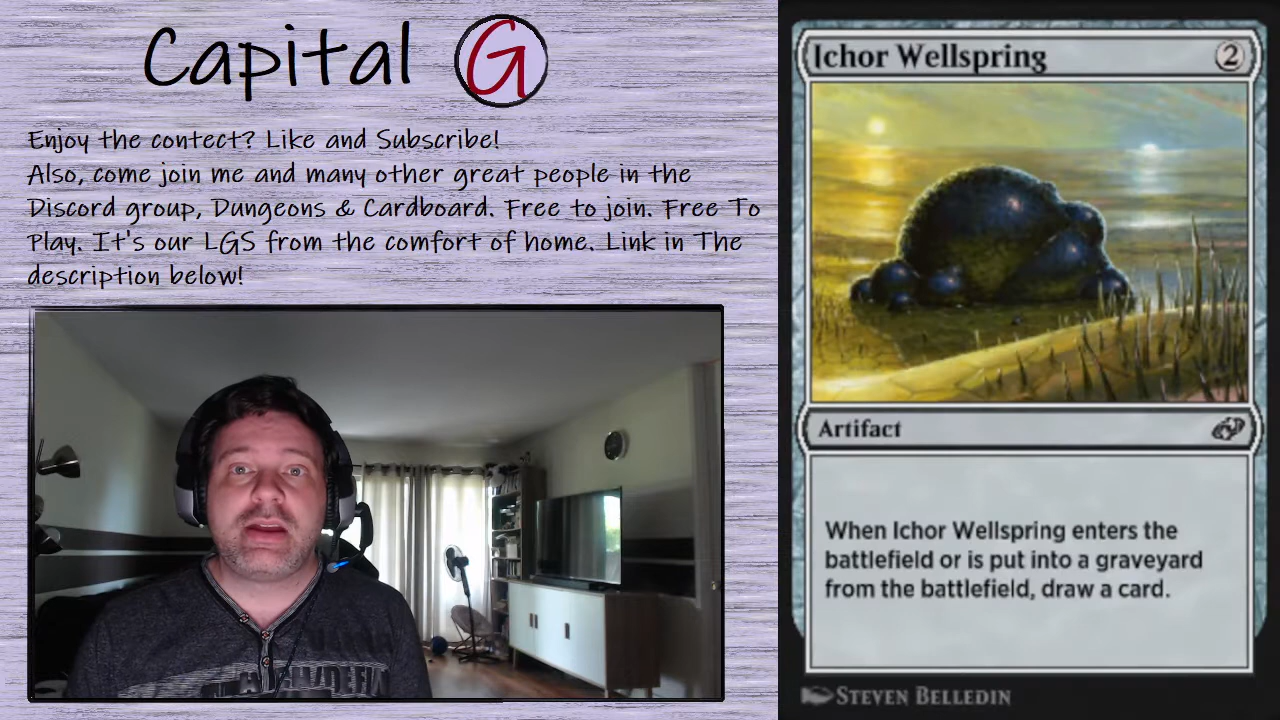 Capital G
Enjoy the contect? Like and Subscribe!
Also, come join me and many other great people in the
Discord group, Dungeons & Cardboard. Free to join. Free To
Play. It's our LGS from the comfort of home. Link in The
description below!
Ichor Wellspring 2
Artifact
When Ichor Wellspring enters the
battlefield or is put into a graveyard
from the battlefield, draw a card.
STEVEN BELLEDIN